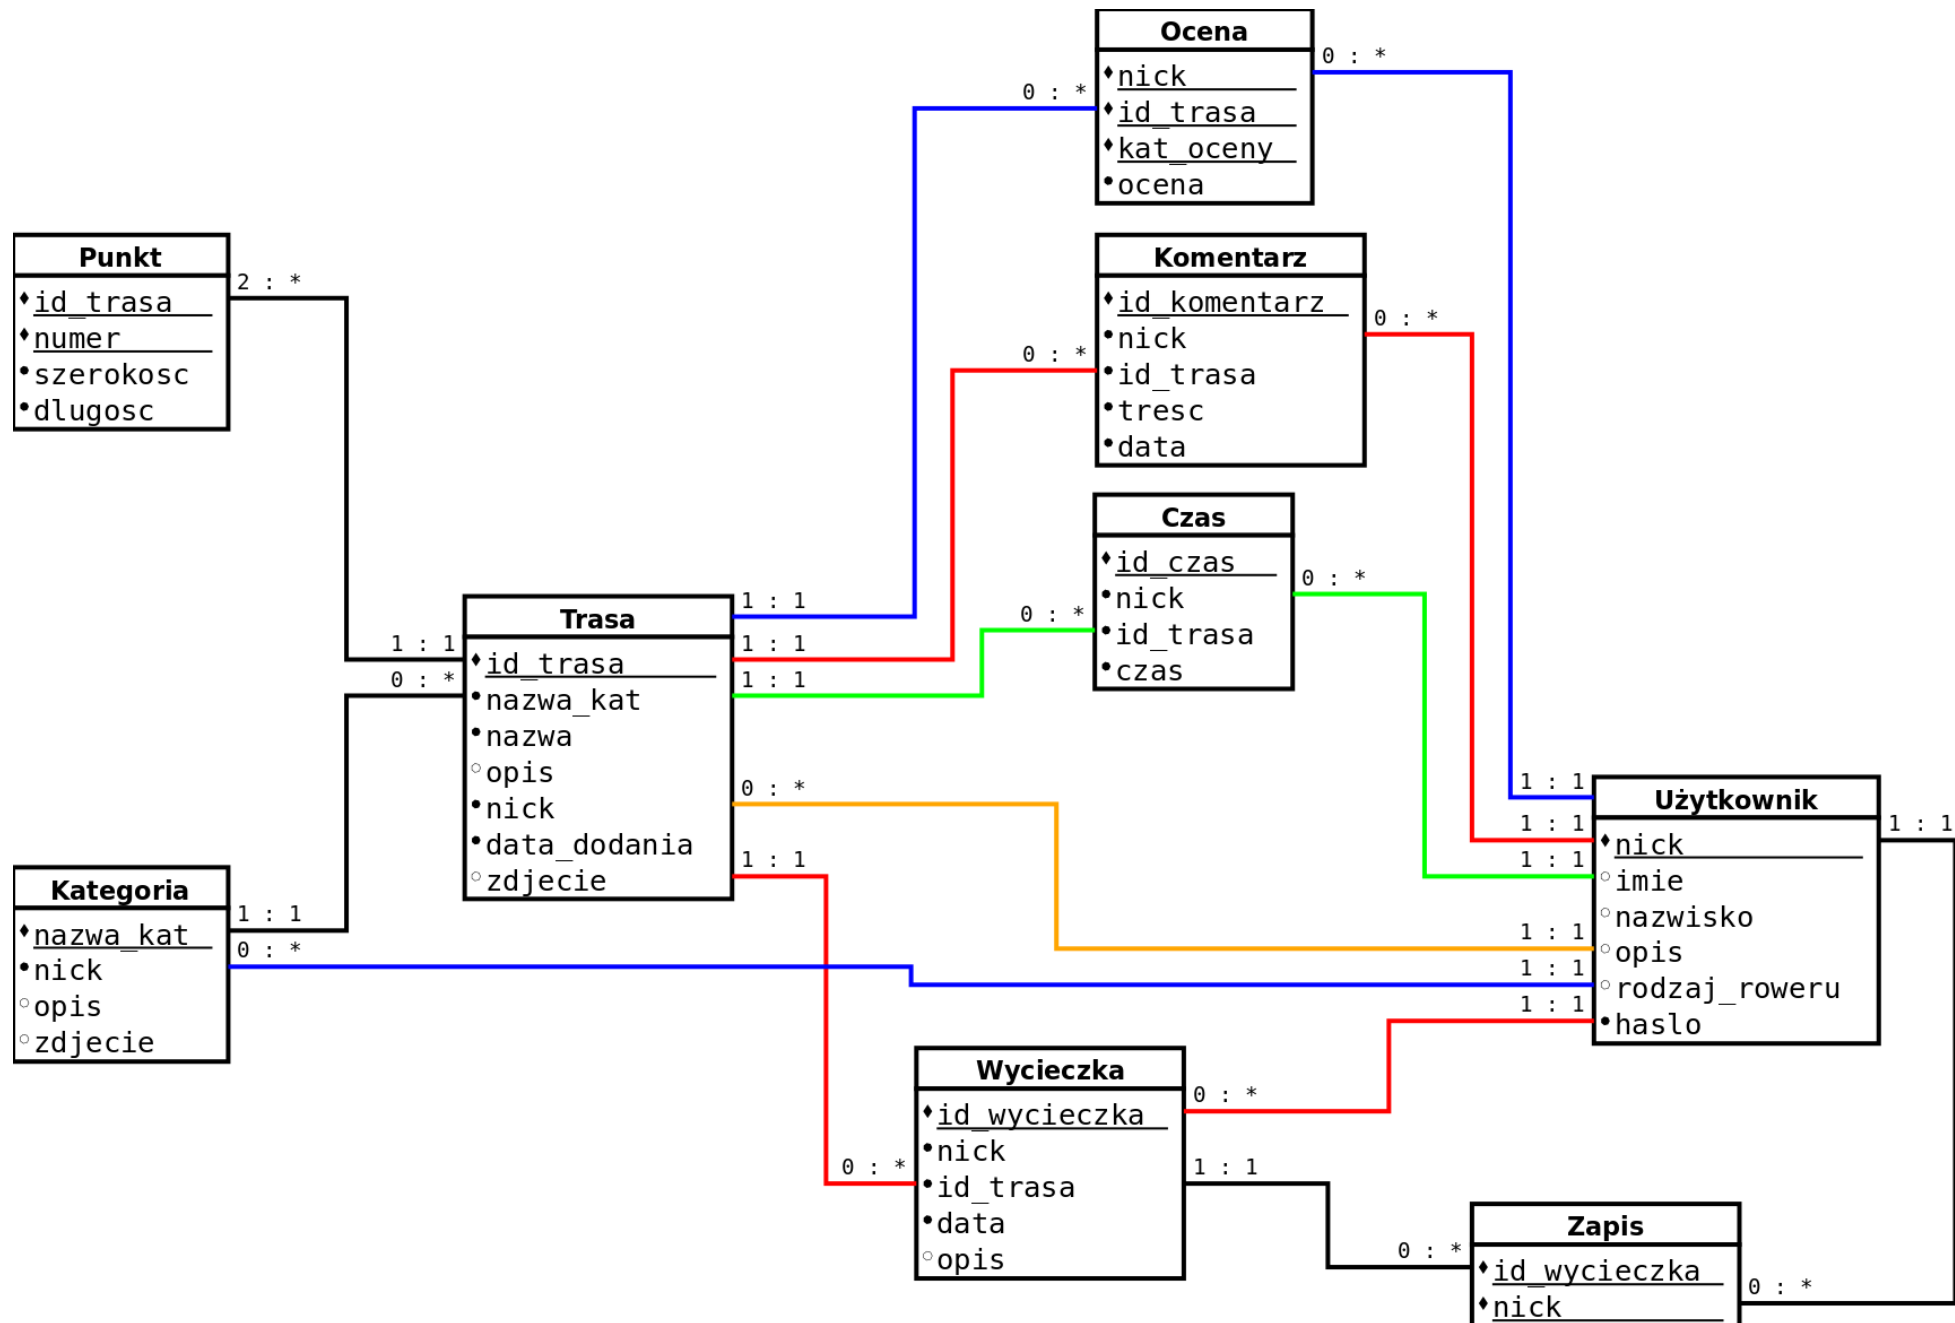 Ocena
nick
id_trasa
kat_oceny
ocena
0 : *
0 : *
Punkt
id_trasa
numer
szerokosc
dlugosc
2 : *
Komentarz
id_komentarz
nick
id_trasa
tresc
data
0 : *
0 : *
Czas
id_czas
nick
id_trasa
czas
0 : *
0 : *
Trasa
id_trasa
nazwa_kat
nazwa
opis
nick
data_dodania
zdjecie
1 : 1
0 : *
1 : 1
1 : 1
1 : 1
0 : *
1 : 1
Użytkownik
nick
imie
nazwisko
opis
rodzaj_roweru
haslo
1 : 1
1 : 1
1 : 1
1 : 1
1 : 1
1 : 1
1 : 1
Kategoria
nazwa_kat
nick
opis
zdjecie
1 : 1
0 : *
Wycieczka
id_wycieczka
nick
id_trasa
data
opis
0 : *
0 : *
1 : 1
Zapis
id_wycieczka
nick
0 : *
0 : *